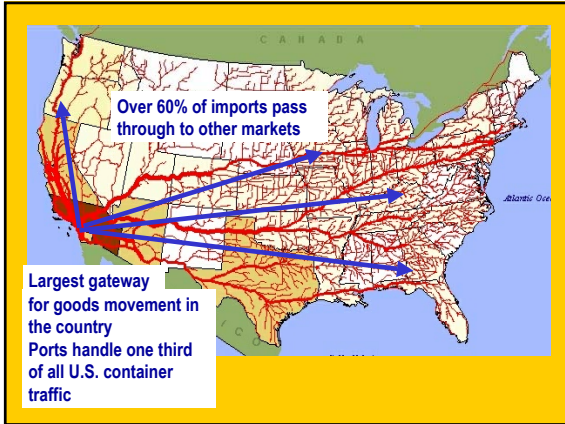 C A N A D A
Over 60% of imports pass
through to other markets
Atlantic Oce
Largest gateway
for goods movement in
the country
Ports handle one third
of all U.S. container
traffic
I C O